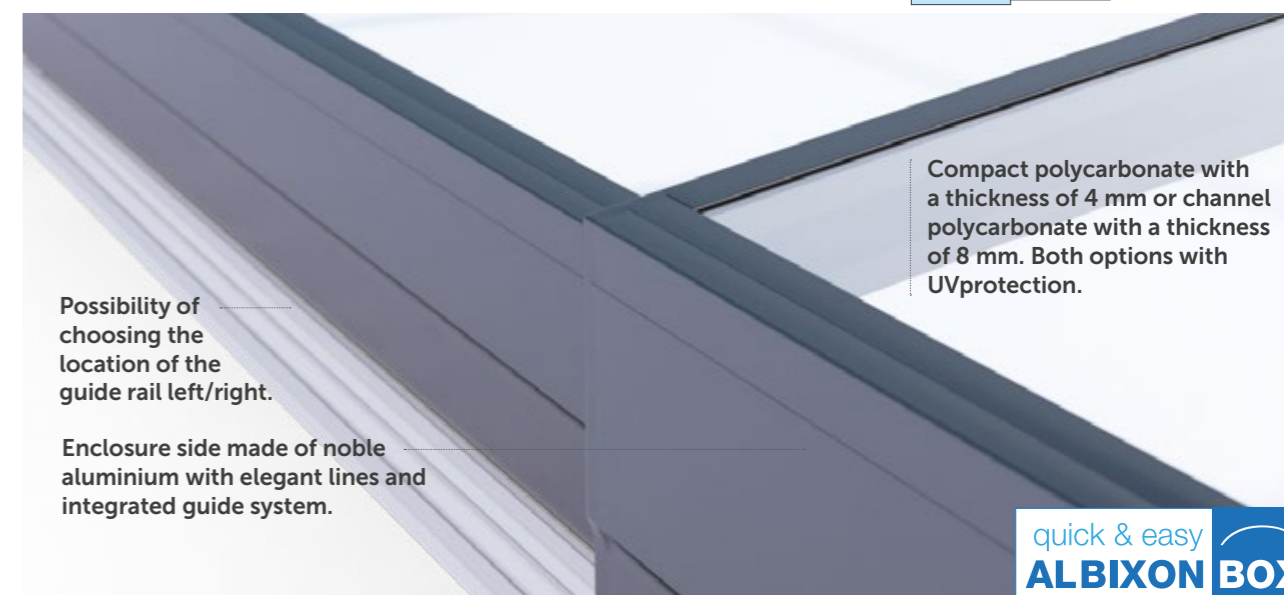 Compact polycarbonate with
a thickness of 4 mm or channel
polycarbonate with a thickness
of 8 mm. Both options with
UVprotection.
Possibility of
choosing the
location of the
guide rail left/right.
Enclosure side made of noble
aluminium with elegant lines and
integrated guide system.
quick & easy
ALBIXON BOX